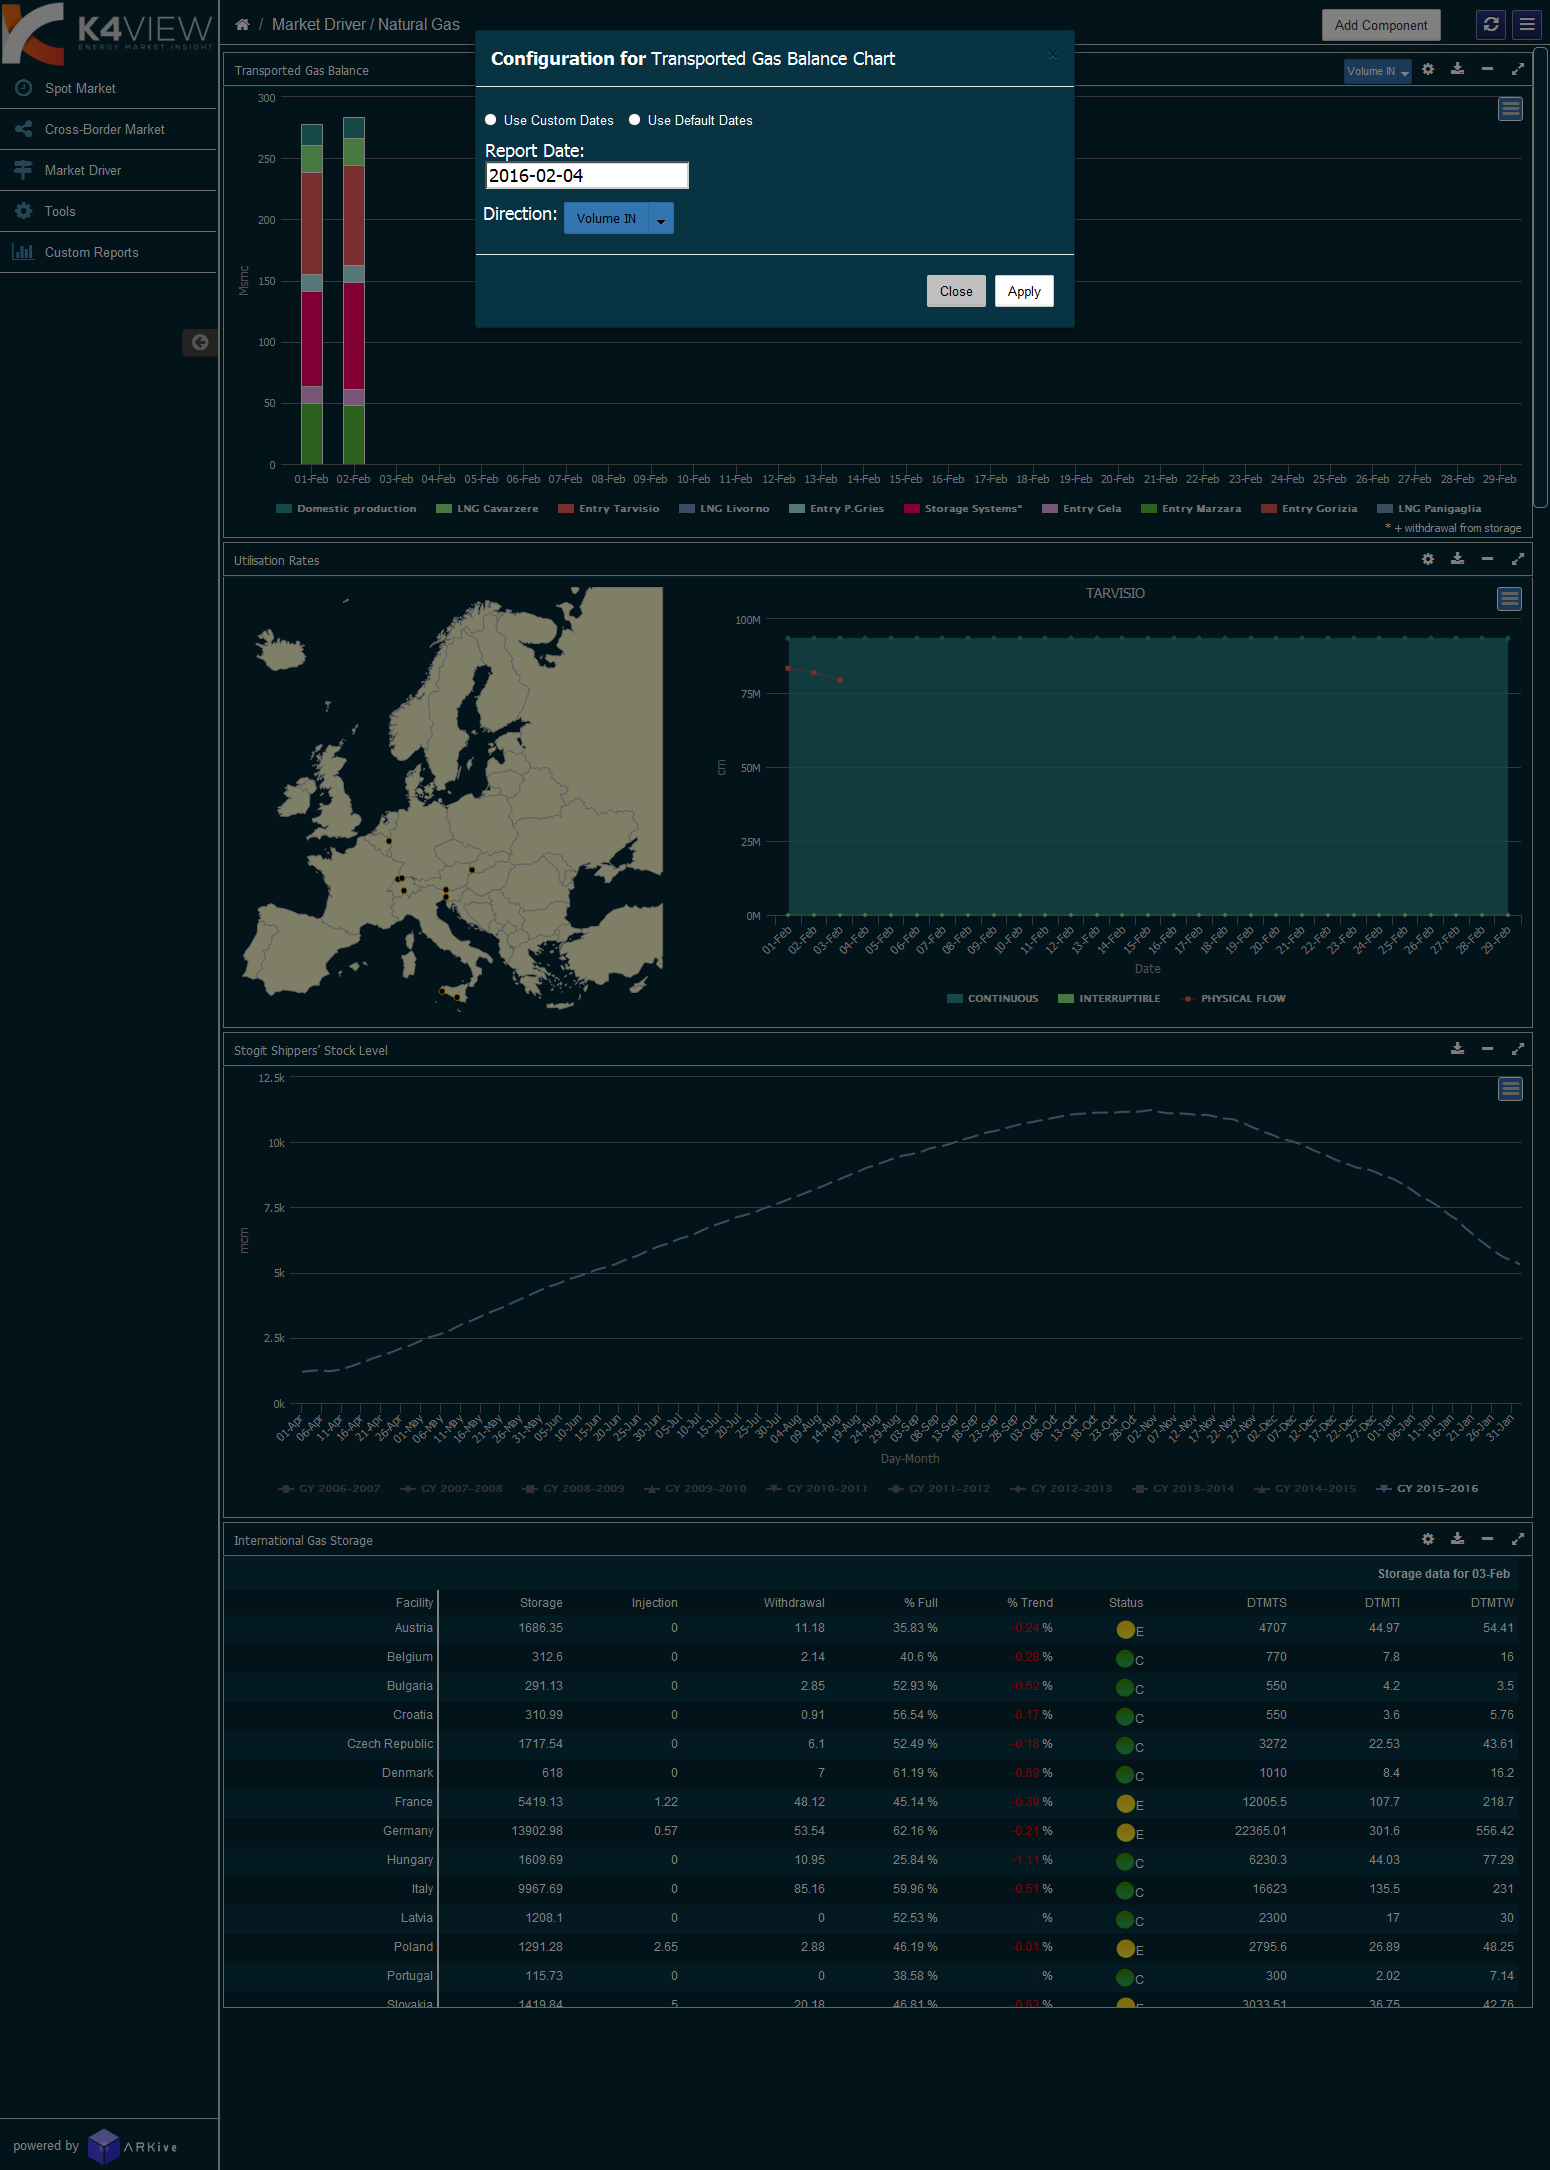 K4VIEW
ENERGY MARKET INSIGHT
/ Market Driver / Natural Gas
Add Component
Spot Market
Cross-Border Market
Market Driver
Tools
Custom Reports
Configuration for Transported Gas Balance Chart
×
Use Custom Dates Use Default Dates
Report Date:
2016-02-04
Direction: Volume IN
Close Apply
Transported Gas Balance
Volume IN
300
250
200
150
100
50
0
Msmc
01-Feb 02-Feb 03-Feb 04-Feb 05-Feb 06-Feb 07-Feb 08-Feb 09-Feb 10-Feb 11-Feb 12-Feb 13-Feb 14-Feb 15-Feb 16-Feb 17-Feb 18-Feb 19-Feb 20-Feb 21-Feb 22-Feb 23-Feb 24-Feb 25-Feb 26-Feb 27-Feb 28-Feb 29-Feb
Domestic production LNG Cavarzere Entry Tarvisio LNG Livorno Entry P.Gries Storage Systems* Entry Gela Entry Marzara Entry Gorizia LNG Panigaglia
* + withdrawal from storage
Utilisation Rates
TARVISIO
100M
75M
50M
25M
0M
cm
01-Feb 02-Feb 03-Feb 04-Feb 05-Feb 06-Feb 07-Feb 08-Feb 09-Feb 10-Feb 11-Feb 12-Feb 13-Feb 14-Feb 15-Feb 16-Feb 17-Feb 18-Feb 19-Feb 20-Feb 21-Feb 22-Feb 23-Feb 24-Feb 25-Feb 26-Feb 27-Feb 28-Feb 29-Feb
Date
CONTINUOUS INTERRUPTIBLE PHYSICAL FLOW
Stogit Shippers' Stock Level
12.5k
10k
7.5k
5k
2.5k
0k
mcm
01-Apr 06-Apr 11-Apr 16-Apr 21-Apr 26-Apr 01-May 06-May 11-May 16-May 21-May 26-May 31-May 05-Jun 10-Jun 15-Jun 20-Jun 25-Jun 30-Jun 05-Jul 10-Jul 15-Jul 20-Jul 25-Jul 30-Jul 04-Aug 09-Aug 14-Aug 19-Aug 24-Aug 29-Aug 03-Sep 08-Sep 13-Sep 18-Sep 23-Sep 28-Sep 03-Oct 08-Oct 13-Oct 18-Oct 23-Oct 28-Oct 02-Nov 07-Nov 12-Nov 17-Nov 22-Nov 27-Nov 02-Dec 07-Dec 12-Dec 17-Dec 22-Dec 27-Dec 01-Jan 06-Jan 11-Jan 16-Jan 21-Jan 26-Jan 31-Jan
Day-Month
GY 2006-2007 GY 2007-2008 GY 2008-2009 GY 2009-2010 GY 2010-2011 GY 2011-2012 GY 2012-2013 GY 2013-2014 GY 2014-2015 GY 2015-2016
International Gas Storage
Storage data for 03-Feb
Facility Storage Injection Withdrawal % Full % Trend Status DTMTS DTMTI DTMTW
Austria 1686.35 0 11.18 35.83 % -0.24 % E 4707 44.97 54.41
Belgium 312.6 0 2.14 40.6 % -0.28 % C 770 7.8 16
Bulgaria 291.13 0 2.85 52.93 % -0.52 % C 550 4.2 3.5
Croatia 310.99 0 0.91 56.54 % -0.17 % C 550 3.6 5.76
Czech Republic 1717.54 0 6.1 52.49 % -0.18 % C 3272 22.53 43.61
Denmark 618 0 7 61.19 % -0.69 % C 1010 8.4 16.2
France 5419.13 1.22 48.12 45.14 % -0.39 % E 12005.5 107.7 218.7
Germany 13902.98 0.57 53.54 62.16 % -0.21 % E 22365.01 301.6 556.42
Hungary 1609.69 0 10.95 25.84 % -1.11 % C 6230.3 44.03 77.29
Italy 9967.69 0 85.16 59.96 % -0.51 % C 16623 135.5 231
Latvia 1208.1 0 0 52.53 % % C 2300 17 30
Poland 1291.28 2.65 2.88 46.19 % -0.01 % E 2795.6 26.89 48.25
Portugal 115.73 0 0 38.58 % % C 300 2.02 7.14
Slovakia 1419.84 5 20.18 46.81 % -0.63 % E 3033.51 36.75 42.76
powered by ARKive